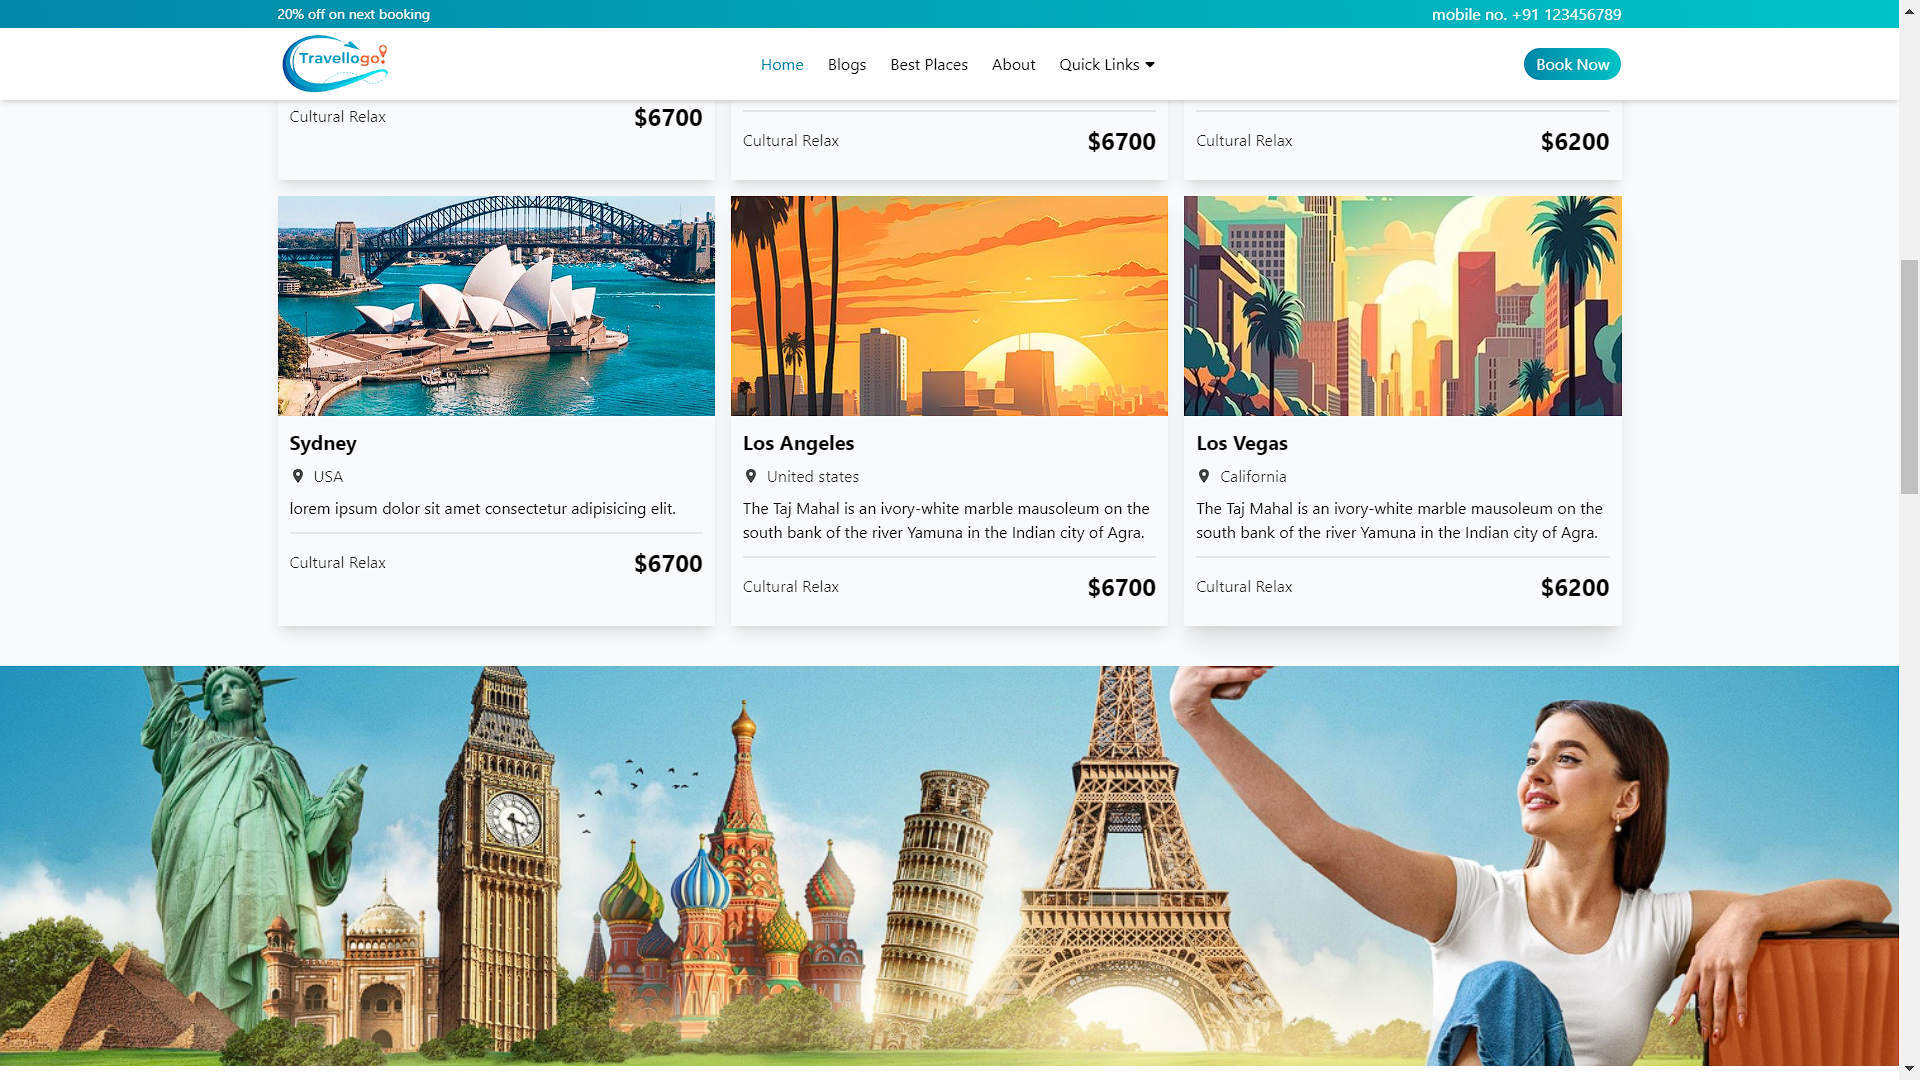 20% off on next booking
mobile no. +91 123456789
Travellogo!
Home
Blogs
Best Places
About
Quick Links
Book Now
Cultural Relax
$6700
Cultural Relax
$6700
Cultural Relax
$6200
Sydney
USA
lorem ipsum dolor sit amet consectetur adipisicing elit.
Cultural Relax
$6700
Los Angeles
United states
The Taj Mahal is an ivory-white marble mausoleum on the
south bank of the river Yamuna in the Indian city of Agra.
Cultural Relax
$6700
Los Vegas
California
The Taj Mahal is an ivory-white marble mausoleum on the
south bank of the river Yamuna in the Indian city of Agra.
Cultural Relax
$6200